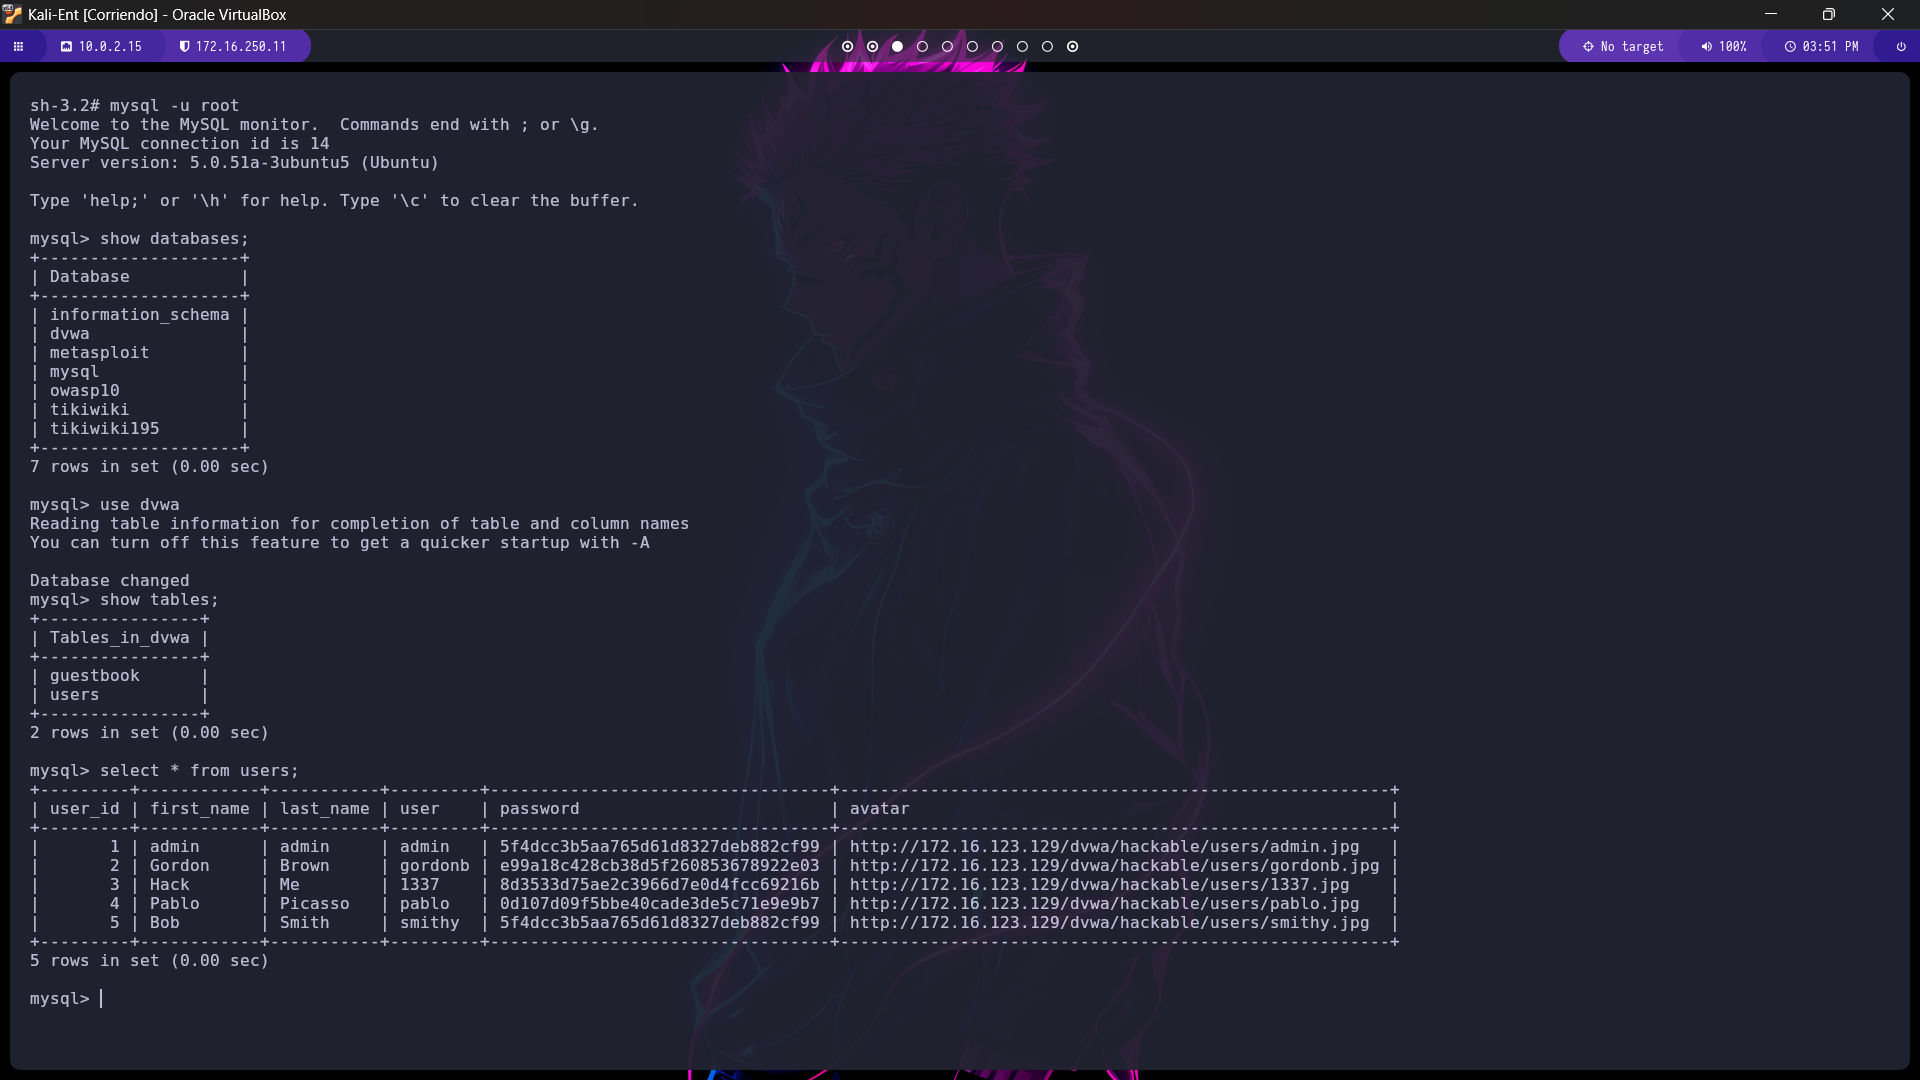 Kali-Ent [Corriendo] - Oracle VirtualBox
10.0.2.15 172.16.250.11 No target 100% 03:51 PM
sh-3.2# mysql -u root
Welcome to the MySQL monitor.  Commands end with ; or \g.
Your MySQL connection id is 14
Server version: 5.0.51a-3ubuntu5 (Ubuntu)
Type 'help;' or '\h' for help. Type '\c' to clear the buffer.
mysql> show databases;
+--------------------+
| Database           |
+--------------------+
| information_schema |
| dvwa               |
| metasploit         |
| mysql              |
| owasp10            |
| tikiwiki           |
| tikiwiki195        |
+--------------------+
7 rows in set (0.00 sec)
mysql> use dvwa
Reading table information for completion of table and column names
You can turn off this feature to get a quicker startup with -A
Database changed
mysql> show tables;
+----------------+
| Tables_in_dvwa |
+----------------+
| guestbook      |
| users          |
+----------------+
2 rows in set (0.00 sec)
mysql> select * from users;
+---------+------------+-----------+---------+----------------------------------+-------------------------------------------------------+
| user_id | first_name | last_name | user    | password                         | avatar                                                |
+---------+------------+-----------+---------+----------------------------------+-------------------------------------------------------+
|       1 | admin      | admin     | admin   | 5f4dcc3b5aa765d61d8327deb882cf99 | http://172.16.123.129/dvwa/hackable/users/admin.jpg   |
|       2 | Gordon     | Brown     | gordonb | e99a18c428cb38d5f260853678922e03 | http://172.16.123.129/dvwa/hackable/users/gordonb.jpg |
|       3 | Hack       | Me        | 1337    | 8d3533d75ae2c3966d7e0d4fcc69216b | http://172.16.123.129/dvwa/hackable/users/1337.jpg    |
|       4 | Pablo      | Picasso   | pablo   | 0d107d09f5bbe40cade3de5c71e9e9b7 | http://172.16.123.129/dvwa/hackable/users/pablo.jpg   |
|       5 | Bob        | Smith     | smithy  | 5f4dcc3b5aa765d61d8327deb882cf99 | http://172.16.123.129/dvwa/hackable/users/smithy.jpg  |
+---------+------------+-----------+---------+----------------------------------+-------------------------------------------------------+
5 rows in set (0.00 sec)
mysql>